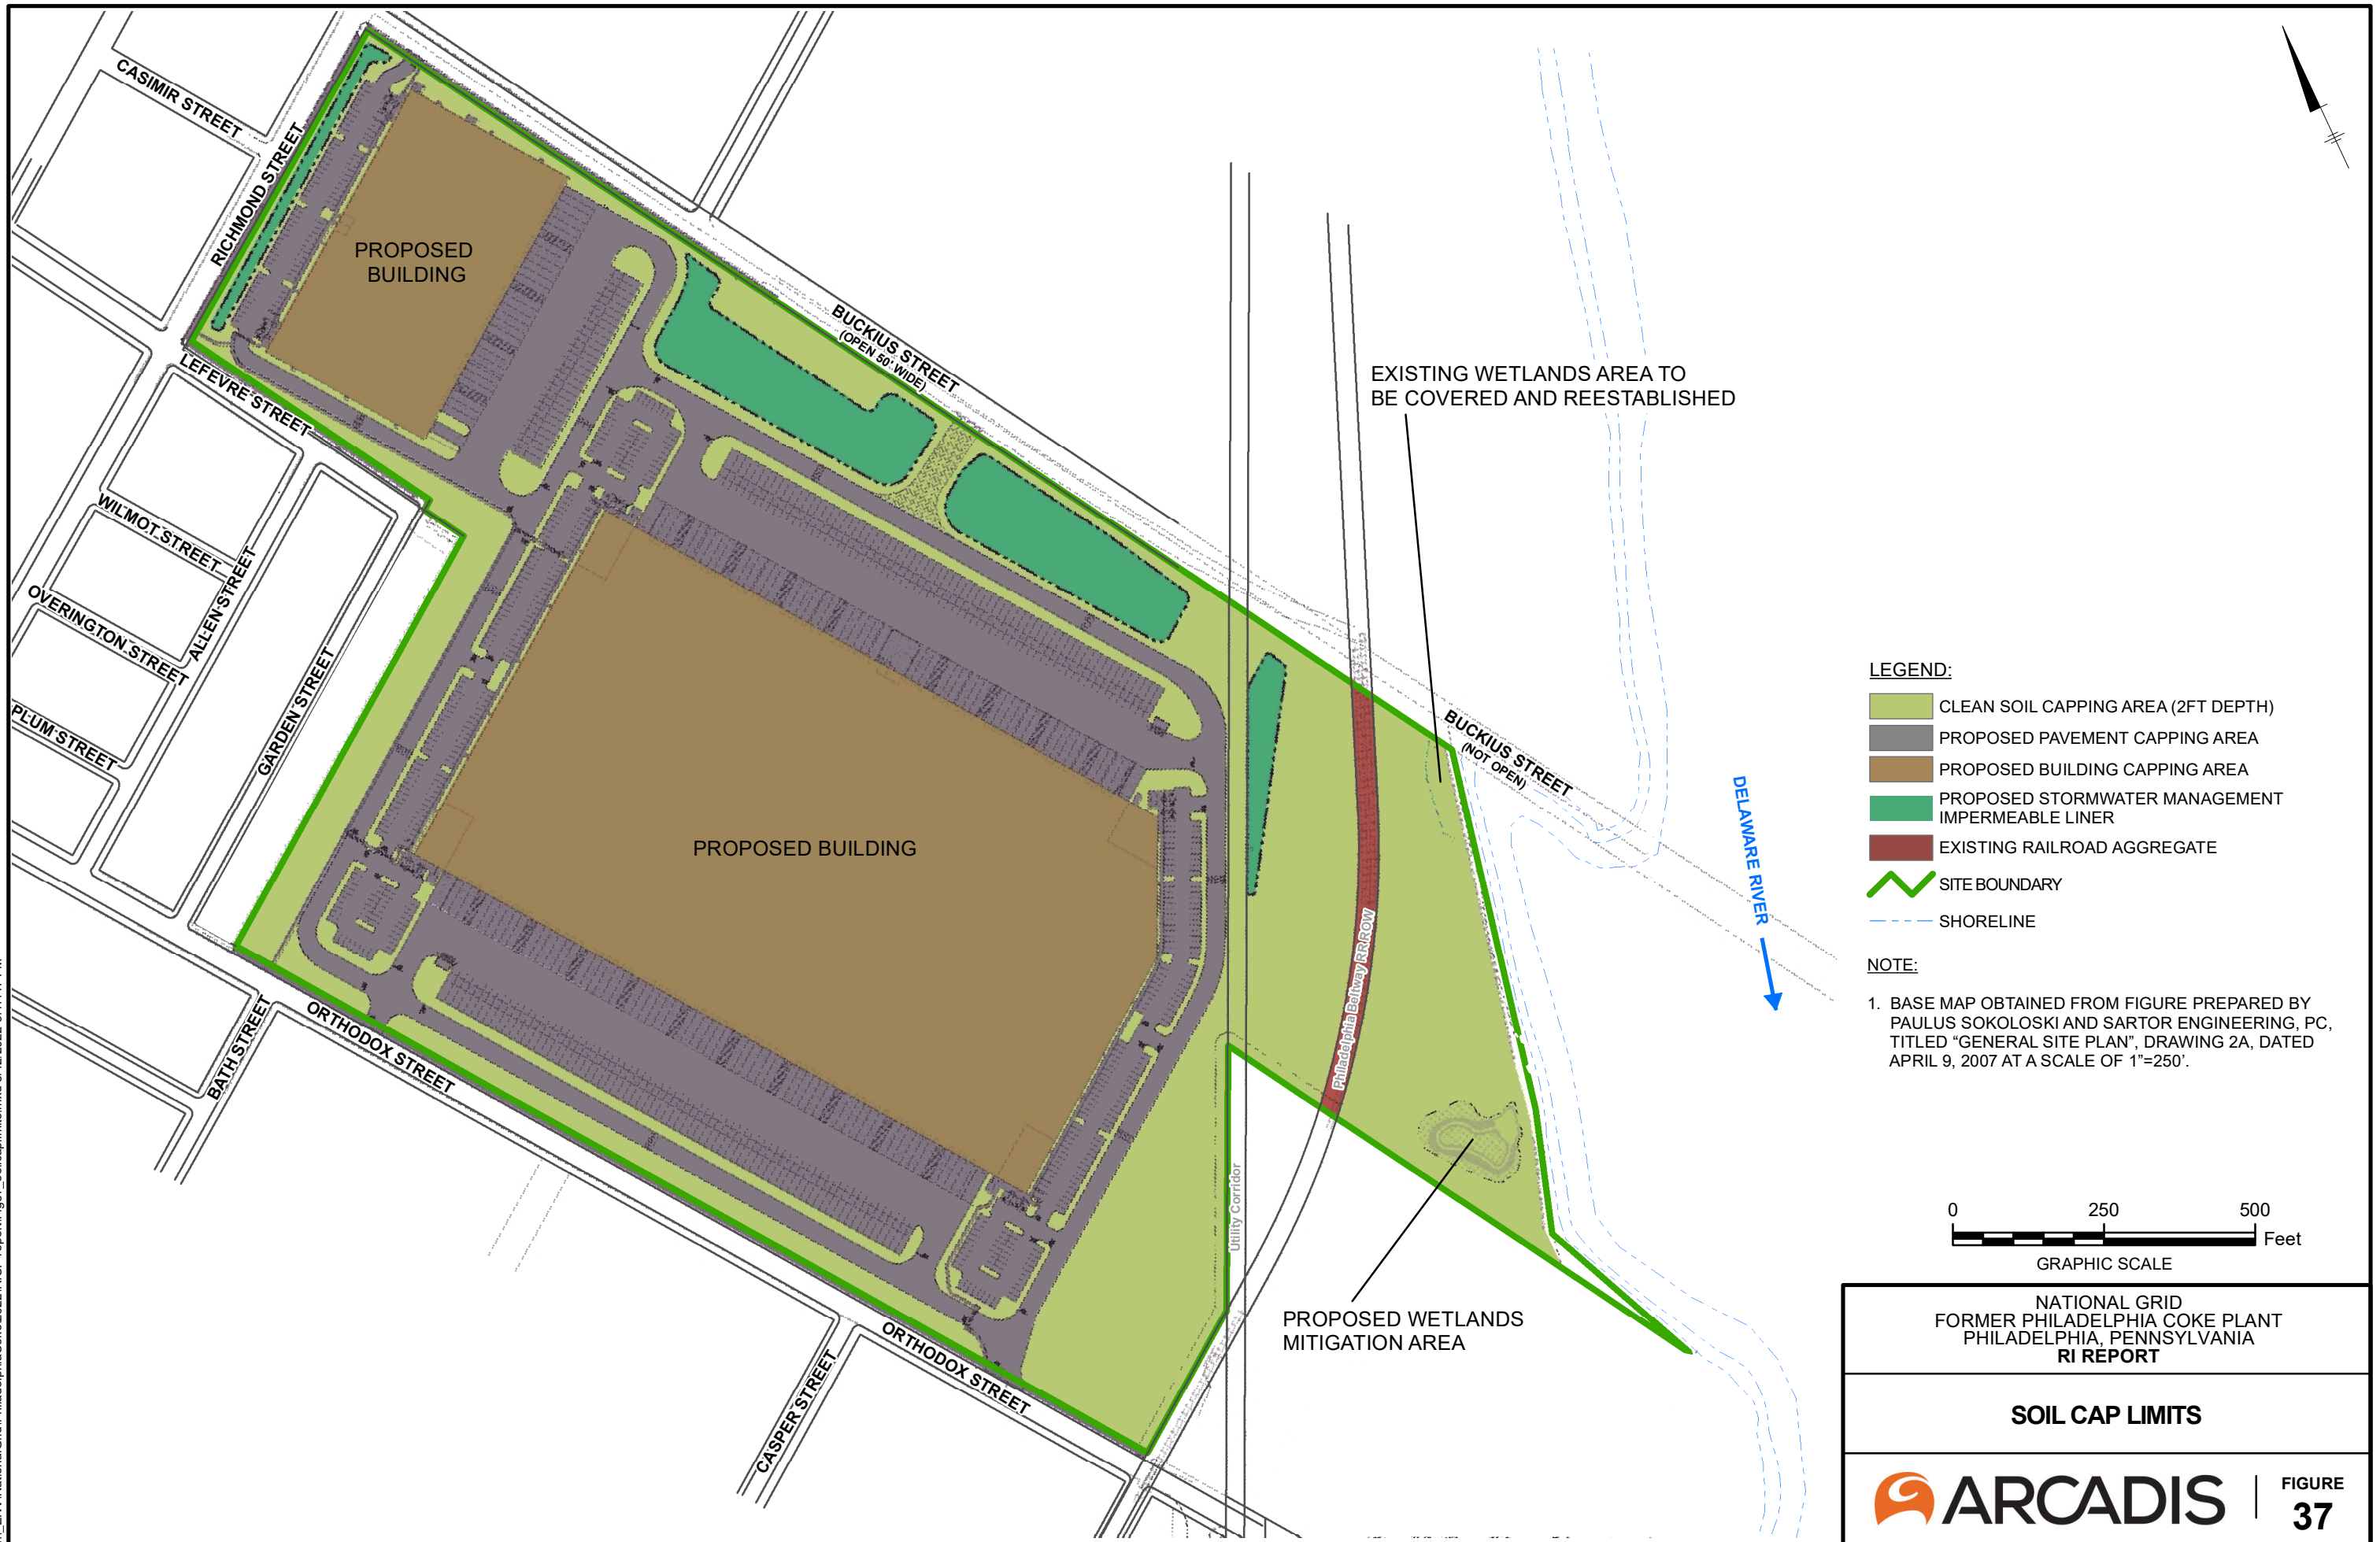 CASIMIR STREET
RICHMOND STREET
PROPOSED
BUILDING
LEFEVRE STREET
BUCKIUS STREET
(OPEN 50' WIDE)
WILMOT STREET
OVERINGTON STREET
ALLEN STREET
PLUM STREET
GARDEN STREET
BATH STREET
ORTHODOX STREET
PROPOSED BUILDING
ORTHODOX STREET
CASPER STREET
Utility Corridor
Philadelphia Beltway RR ROW
EXISTING WETLANDS AREA TO
BE COVERED AND REESTABLISHED
BUCKIUS STREET
(NOT OPEN)
DELAWARE RIVER
PROPOSED WETLANDS
MITIGATION AREA
LEGEND:
CLEAN SOIL CAPPING AREA (2FT DEPTH)
PROPOSED PAVEMENT CAPPING AREA
PROPOSED BUILDING CAPPING AREA
PROPOSED STORMWATER MANAGEMENT
IMPERMEABLE LINER
EXISTING RAILROAD AGGREGATE
SITE BOUNDARY
SHORELINE
NOTE:
1. BASE MAP OBTAINED FROM FIGURE PREPARED BY
PAULUS SOKOLOSKI AND SARTOR ENGINEERING, PC,
TITLED “GENERAL SITE PLAN”, DRAWING 2A, DATED
APRIL 9, 2007 AT A SCALE OF 1”=250’.
0 250 500
Feet
GRAPHIC SCALE
NATIONAL GRID
FORMER PHILADELPHIA COKE PLANT
PHILADELPHIA, PENNSYLVANIA
RI REPORT
SOIL CAP LIMITS
ARCADIS
FIGURE
37